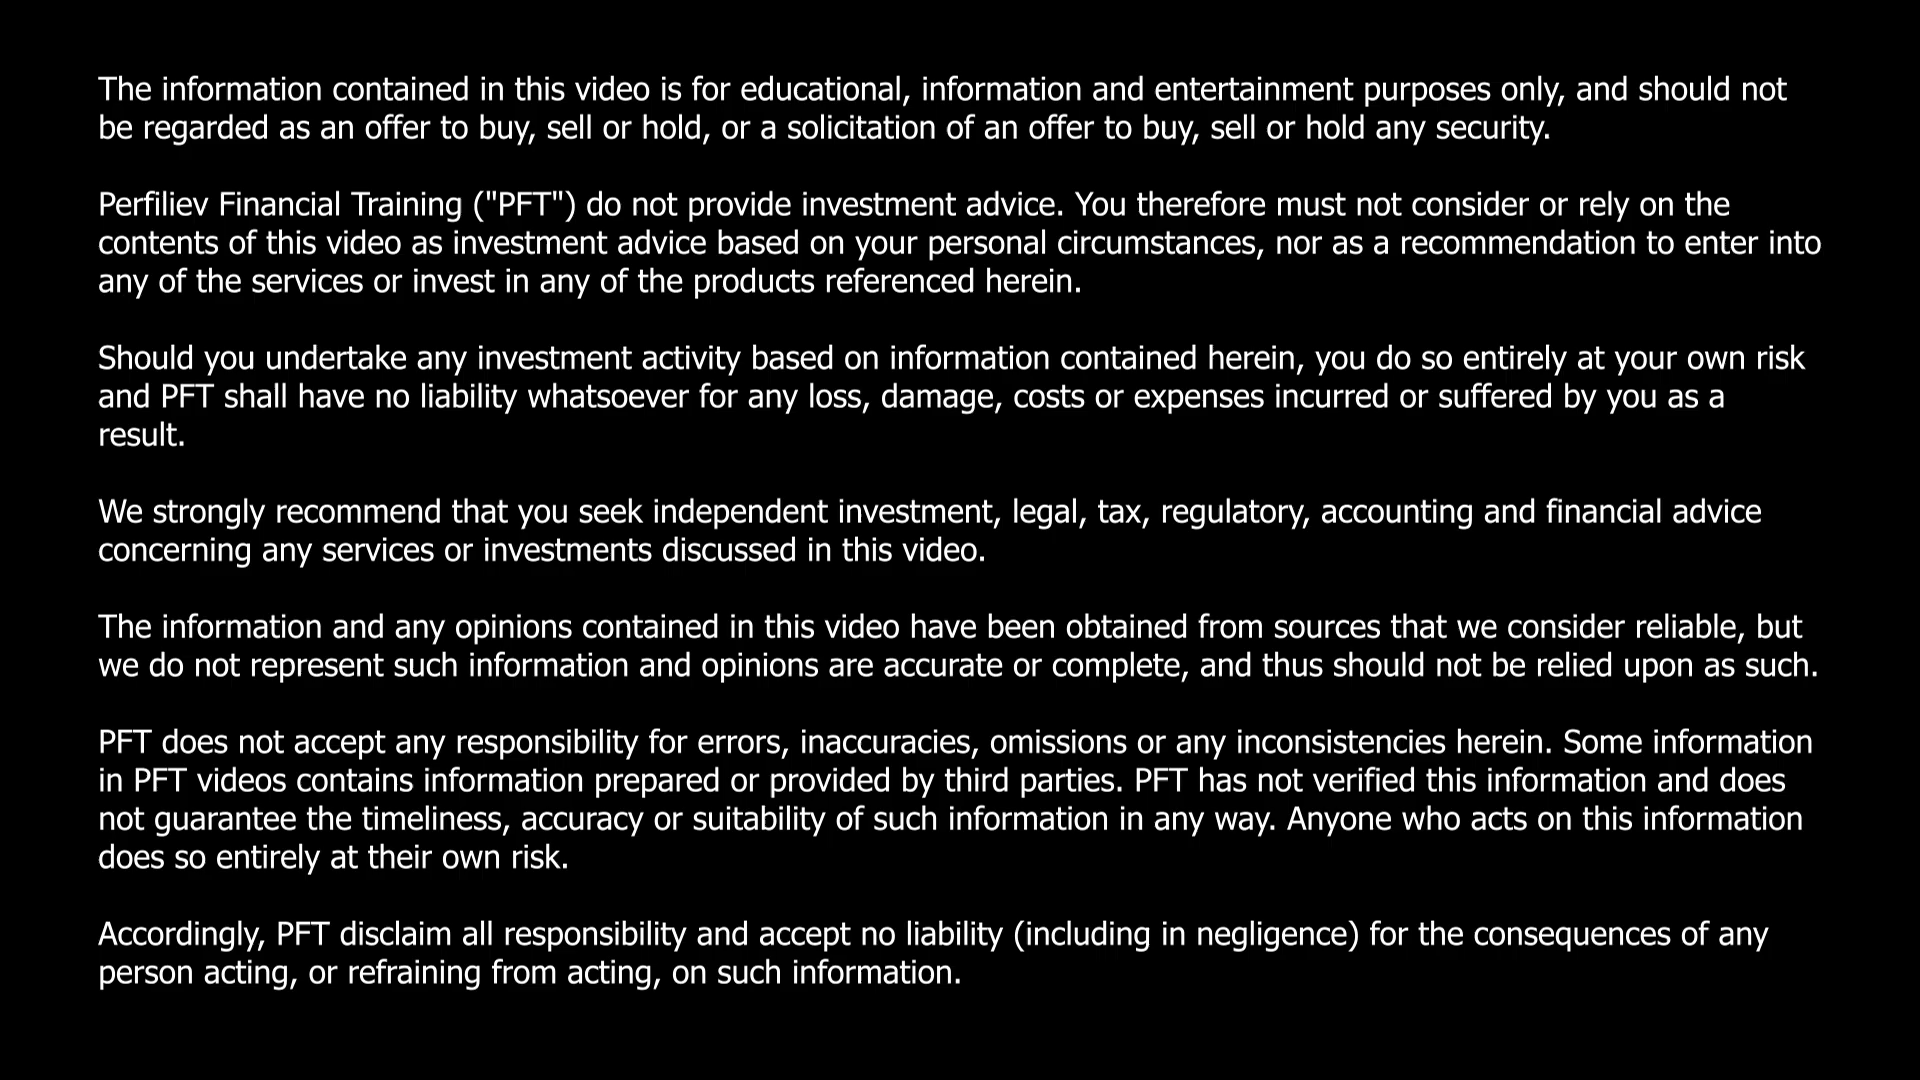 The information contained in this video is for educational, information and entertainment purposes only, and should not
be regarded as an offer to buy, sell or hold, or a solicitation of an offer to buy, sell or hold any security.
Perfiliev Financial Training ("PFT") do not provide investment advice. You therefore must not consider or rely on the
contents of this video as investment advice based on your personal circumstances, nor as a recommendation to enter into
any of the services or invest in any of the products referenced herein.
Should you undertake any investment activity based on information contained herein, you do so entirely at your own risk
and PFT shall have no liability whatsoever for any loss, damage, costs or expenses incurred or suffered by you as a
result.
We strongly recommend that you seek independent investment, legal, tax, regulatory, accounting and financial advice
concerning any services or investments discussed in this video.
The information and any opinions contained in this video have been obtained from sources that we consider reliable, but
we do not represent such information and opinions are accurate or complete, and thus should not be relied upon as such.
PFT does not accept any responsibility for errors, inaccuracies, omissions or any inconsistencies herein. Some information
in PFT videos contains information prepared or provided by third parties. PFT has not verified this information and does
not guarantee the timeliness, accuracy or suitability of such information in any way. Anyone who acts on this information
does so entirely at their own risk.
Accordingly, PFT disclaim all responsibility and accept no liability (including in negligence) for the consequences of any
person acting, or refraining from acting, on such information.